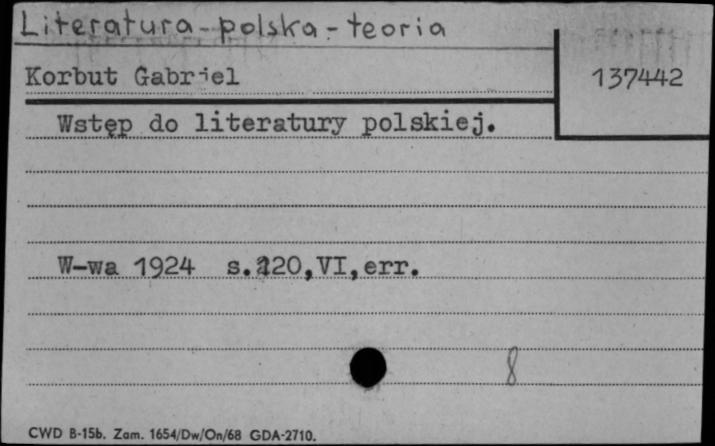 Literatura - polska - teoria
Korbut Gabriel
137442
Wstęp do literatury polskiej.
W-wa 1924 s. ,VI,err.
8
CWD B-15b. Zam. 1654/Dw/On/68 GDA-2710.